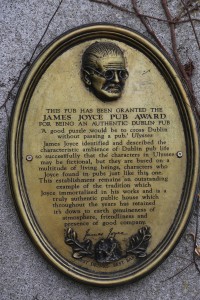 THIS PUB HAS BEEN GRANTED THE
JAMES JOYCE PUB AWARD
FOR BEING AN AUTHENTIC DUBLIN PUB
'A good puzzle would be to cross Dublin
without passing a pub' Ulysses
James Joyce identified and described the
characteristic ambience of Dublin pub life
so successfully that the characters in Ulysses
may be fictional, but they are based on a
multitude of living beings, characters who
Joyce found in pubs just like this one.
This establishment remains an outstanding
example of the tradition which
Joyce immortalised in his works and is a
truly authentic public house which
throughout the years has retained
it's down to earth genuineness of
atmosphere, friendliness and
presence of good company.
James Joyce